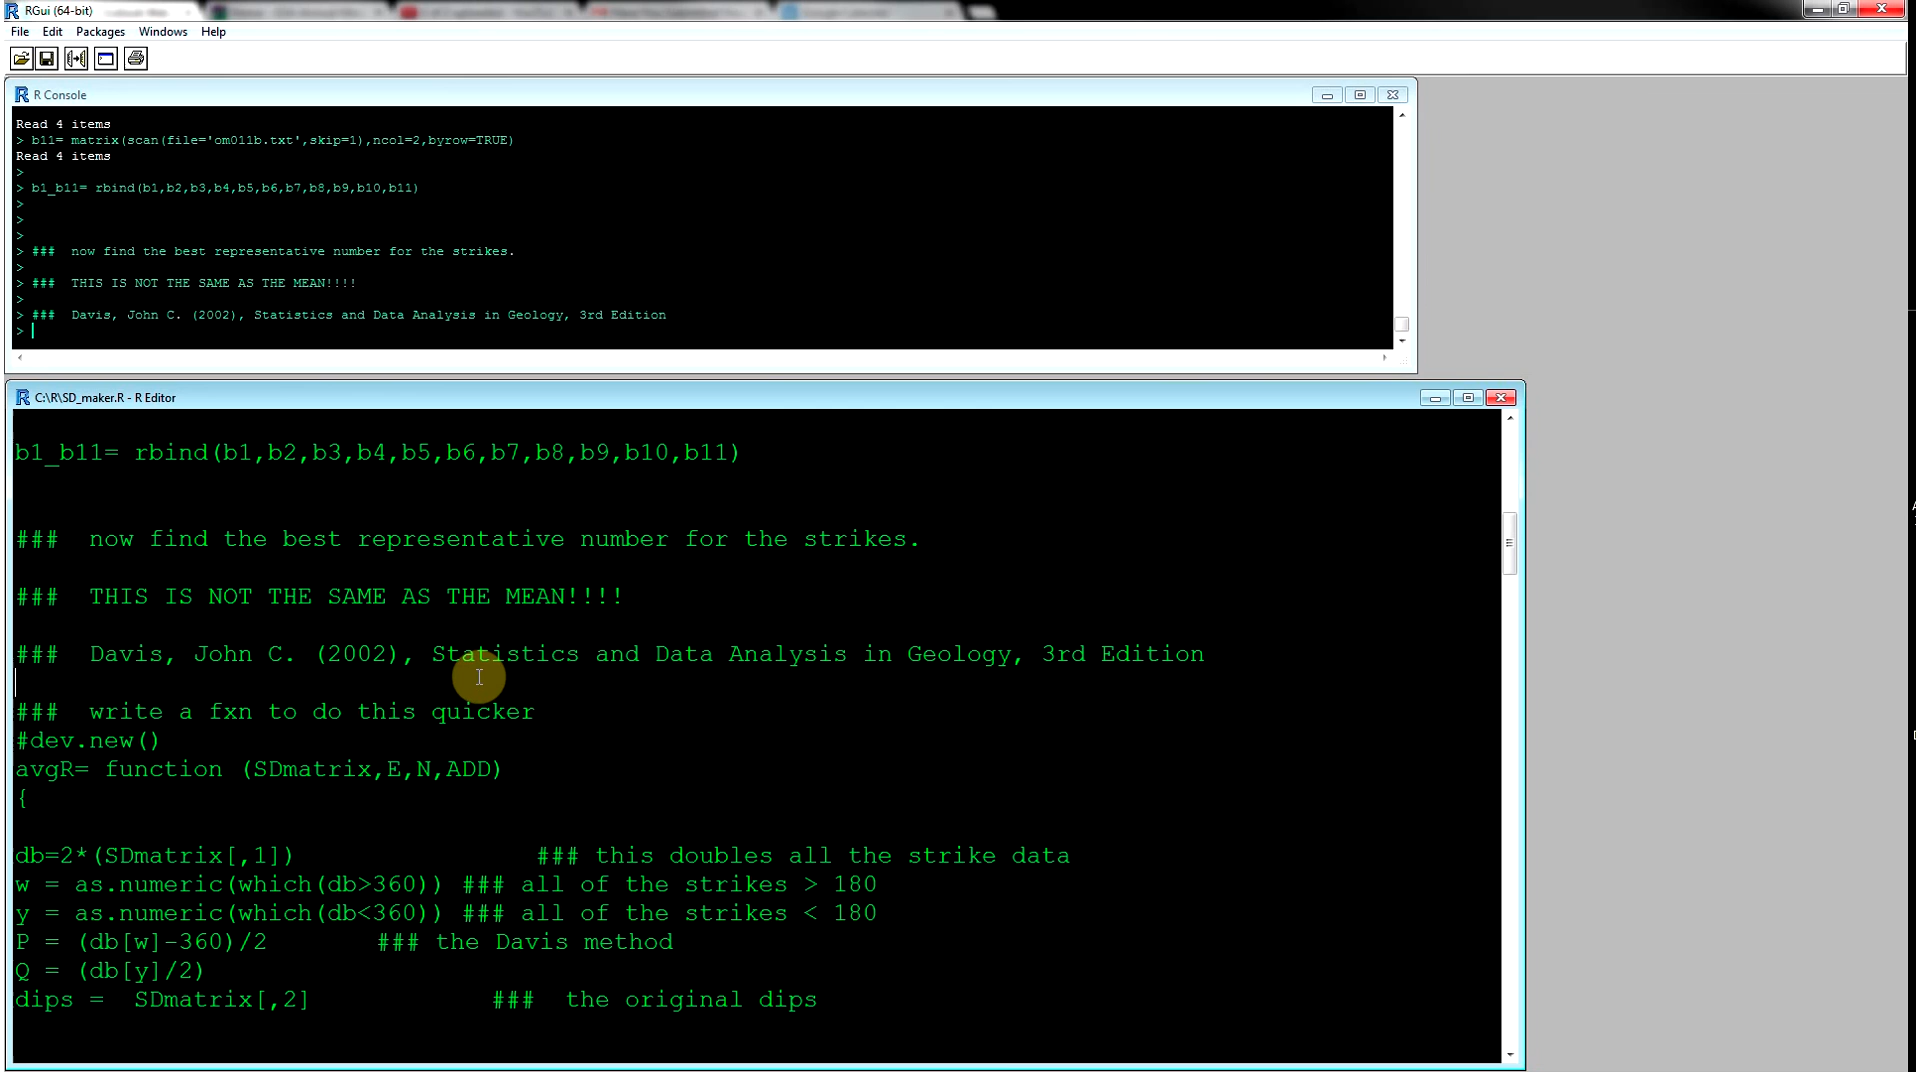 RGui (64-bit)
File Edit Packages Windows Help
R Console
Read 4 items
> b11= matrix(scan(file='om011b.txt',skip=1),ncol=2,byrow=TRUE)
Read 4 items
>
> b1_b11= rbind(b1,b2,b3,b4,b5,b6,b7,b8,b9,b10,b11)
>
>
>
> ###  now find the best representative number for the strikes.
>
> ###  THIS IS NOT THE SAME AS THE MEAN!!!!
>
> ###  Davis, John C. (2002), Statistics and Data Analysis in Geology, 3rd Edition
>
C:\R\SD_maker.R - R Editor
b1_b11= rbind(b1,b2,b3,b4,b5,b6,b7,b8,b9,b10,b11)
###  now find the best representative number for the strikes.
###  THIS IS NOT THE SAME AS THE MEAN!!!!
###  Davis, John C. (2002), Statistics and Data Analysis in Geology, 3rd Edition
###  write a fxn to do this quicker
#dev.new()
avgR= function (SDmatrix,E,N,ADD)
{
db=2*(SDmatrix[,1]) ### this doubles all the strike data
w = as.numeric(which(db>360)) ### all of the strikes > 180
y = as.numeric(which(db<360)) ### all of the strikes < 180
P = (db[w]-360)/2 ### the Davis method
Q = (db[y]/2)
dips =  SDmatrix[,2] ###  the original dips